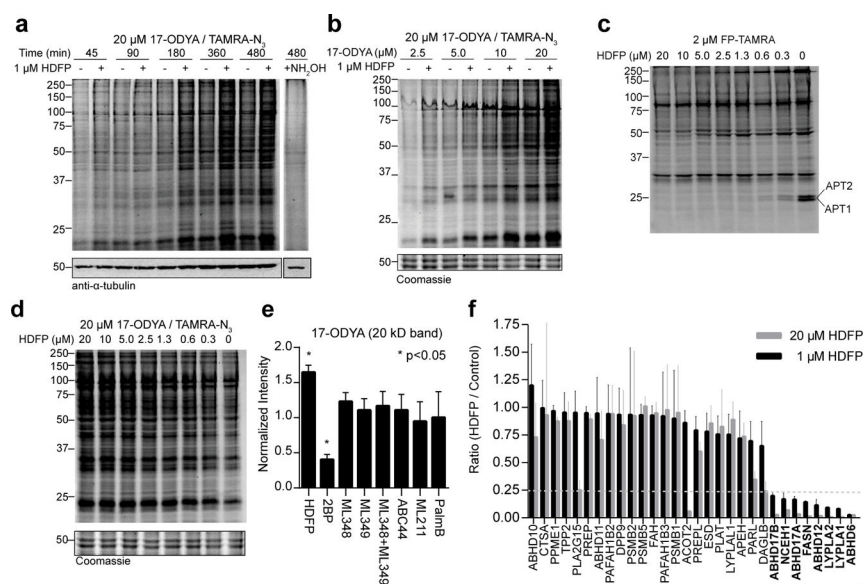 a
20 µM 17-ODYA / TAMRA-N3
Time (min) 45 90 180 360 480 480
1 µM HDFP - + - + - + - + - + +NH2OH
250
150
100
75
50
37
25
50
anti-α-tubulin
b
20 µM 17-ODYA / TAMRA-N3
17-ODYA (µM) 2.5 5.0 10 20
1 µM HDFP - + - + - + - +
250
150
100
75
50
37
25
50
Coomassie
c
2 µM FP-TAMRA
HDFP (µM) 20 10 5.0 2.5 1.3 0.6 0.3 0
250
150
100
75
50
37
25
APT2
APT1
d
20 µM 17-ODYA / TAMRA-N3
HDFP (µM) 20 10 5.0 2.5 1.3 0.6 0.3 0
250
150
100
75
50
37
25
50
Coomassie
e
17-ODYA (20 kD band)
* p<0.05
Normalized Intensity
2.0
1.5
1.0
0.5
0.0
*
*
HDFP
2BP
ML348
ML349
ML348+ML349
ABC44
ML211
PalmB
f
Ratio (HDFP / Control)
1.75
1.50
1.25
1.00
0.75
0.50
0.25
0.00
20 µM HDFP
1 µM HDFP
ABHD10
CTSA
PPME1
TPP2
PLA2G15
PREP
ABHD11
PAFAH1B2
DPP9
PSMB2
PSMB5
FAH
PAFAH1B3
PSMB1
ACOT2
PREPL
ESD
PLAT
LYPLAL1
APEH
PARL
DAGLB
ABHD17B
NCEH1
ABHD17A
FASN
ABHD12
LYPLA2
LYPLA1
ABHD6